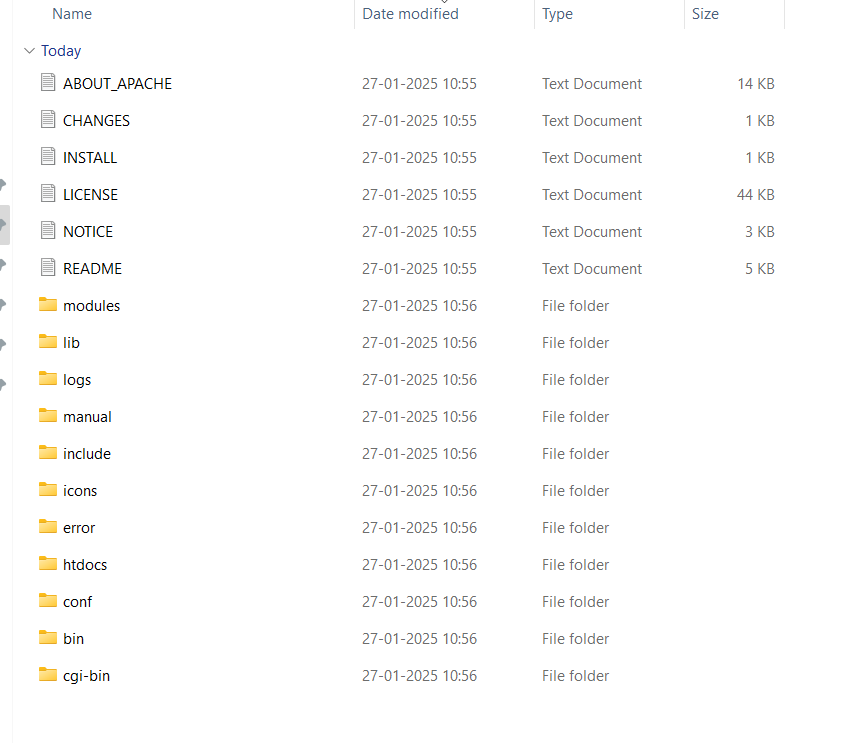 Name Date modified Type Size
Today
ABOUT_APACHE 27-01-2025 10:55 Text Document 14 KB
CHANGES 27-01-2025 10:55 Text Document 1 KB
INSTALL 27-01-2025 10:55 Text Document 1 KB
LICENSE 27-01-2025 10:55 Text Document 44 KB
NOTICE 27-01-2025 10:55 Text Document 3 KB
README 27-01-2025 10:55 Text Document 5 KB
modules 27-01-2025 10:56 File folder
lib 27-01-2025 10:56 File folder
logs 27-01-2025 10:56 File folder
manual 27-01-2025 10:56 File folder
include 27-01-2025 10:56 File folder
icons 27-01-2025 10:56 File folder
error 27-01-2025 10:56 File folder
htdocs 27-01-2025 10:56 File folder
conf 27-01-2025 10:56 File folder
bin 27-01-2025 10:56 File folder
cgi-bin 27-01-2025 10:56 File folder